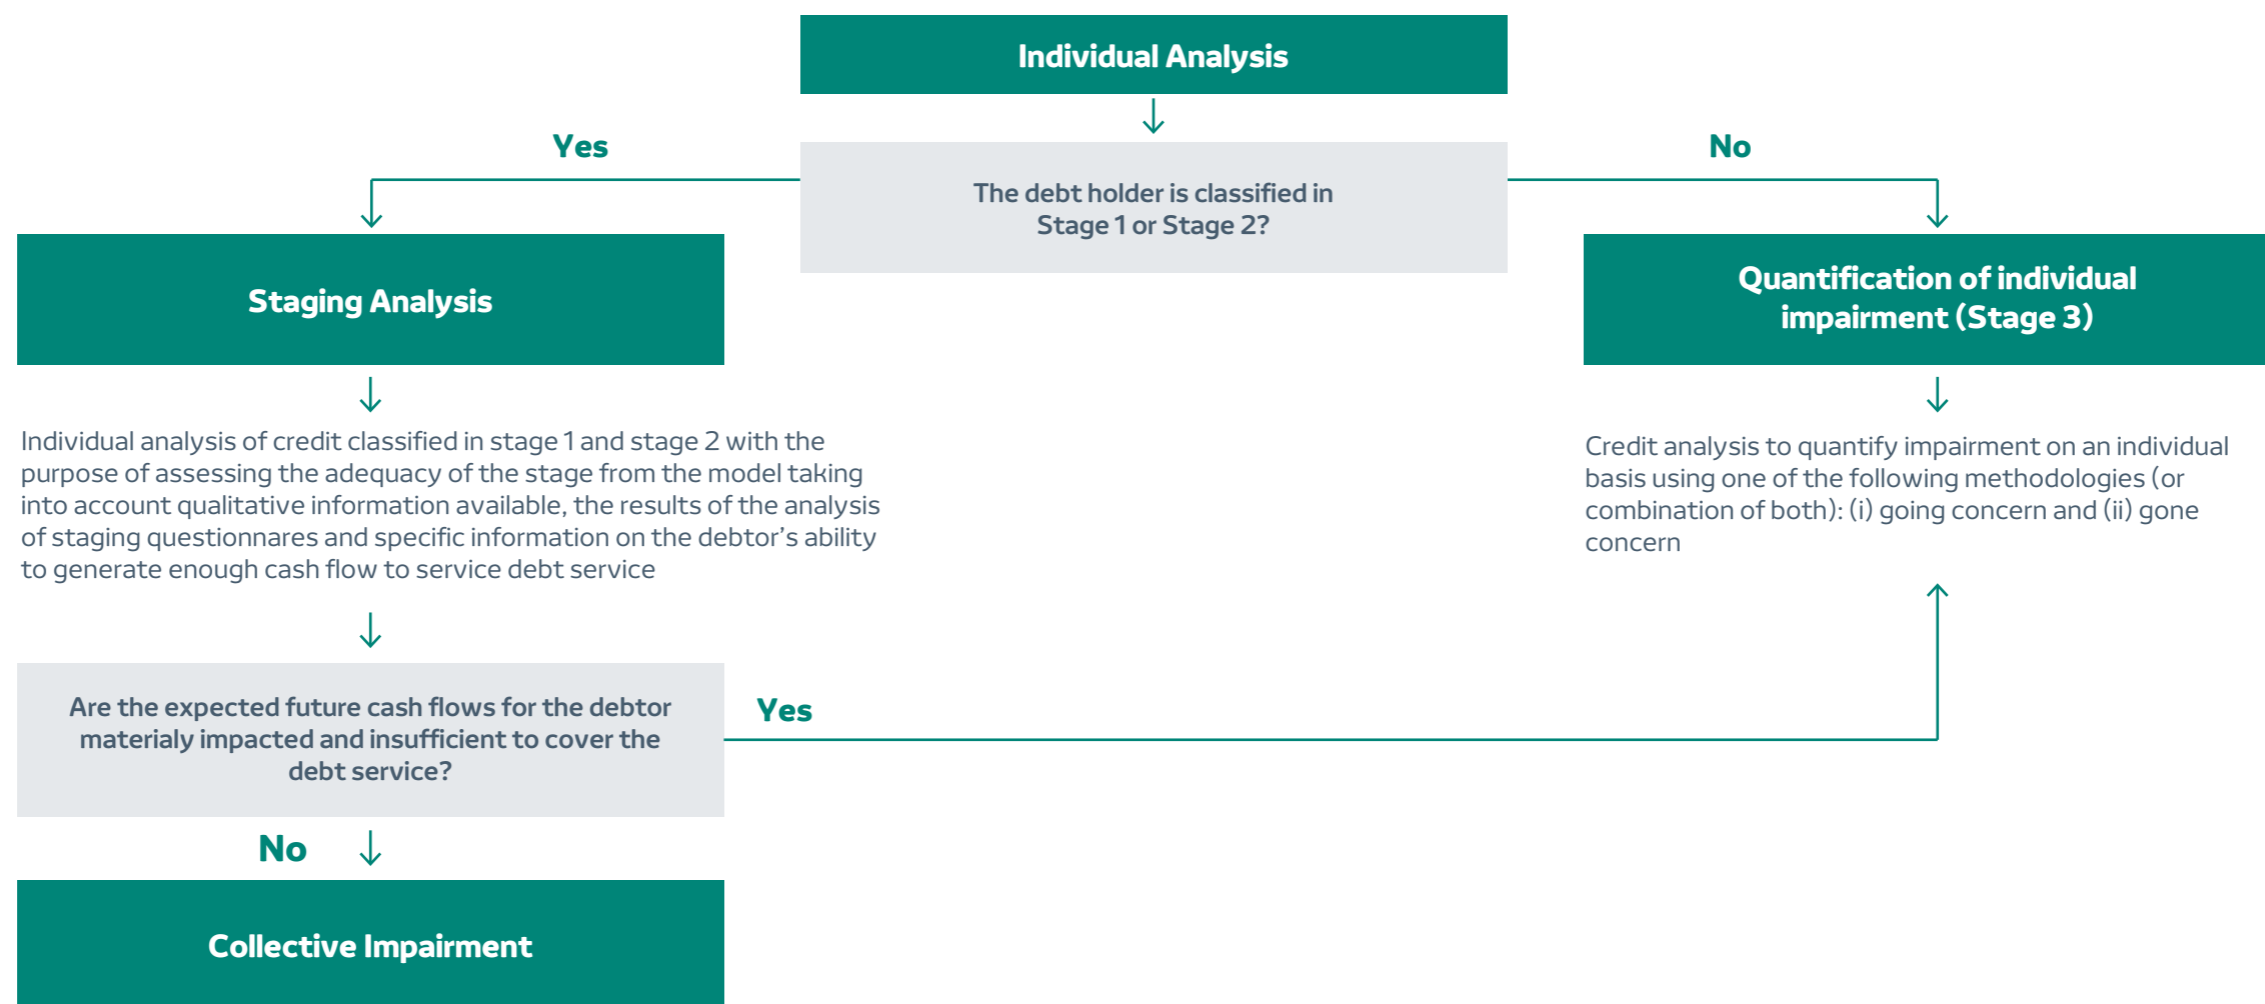 Individual Analysis
Yes
No
The debt holder is classified in
Stage 1 or Stage 2?
Staging Analysis
Quantification of individual
impairment (Stage 3)
Individual analysis of credit classified in stage 1 and stage 2 with the
purpose of assessing the adequacy of the stage from the model taking
into account qualitative information available, the results of the analysis
of staging questionnares and specific information on the debtor's ability
to generate enough cash flow to service debt service
Credit analysis to quantify impairment on an individual
basis using one of the following methodologies (or
combination of both): (i) going concern and (ii) gone
concern
Are the expected future cash flows for the debtor
materialy impacted and insufficient to cover the
debt service?
Yes
No
Collective Impairment